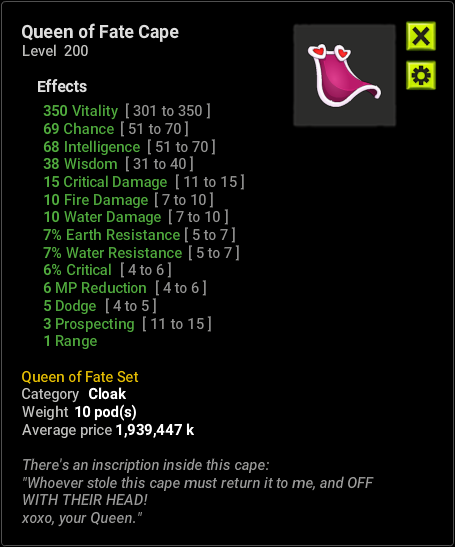 Queen of Fate Cape
Level 200
Effects
350 Vitality [ 301 to 350 ]
69 Chance [ 51 to 70 ]
68 Intelligence [ 51 to 70 ]
38 Wisdom [ 31 to 40 ]
15 Critical Damage [ 11 to 15 ]
10 Fire Damage [ 7 to 10 ]
10 Water Damage [ 7 to 10 ]
7% Earth Resistance [ 5 to 7 ]
7% Water Resistance [ 5 to 7 ]
6% Critical [ 4 to 6 ]
6 MP Reduction [ 4 to 6 ]
5 Dodge [ 4 to 5 ]
3 Prospecting [ 11 to 15 ]
1 Range
Queen of Fate Set
Category Cloak
Weight 10 pod(s)
Average price 1,939,447 k
There's an inscription inside this cape:
"Whoever stole this cape must return it to me, and OFF
WITH THEIR HEAD!
xoxo, your Queen."